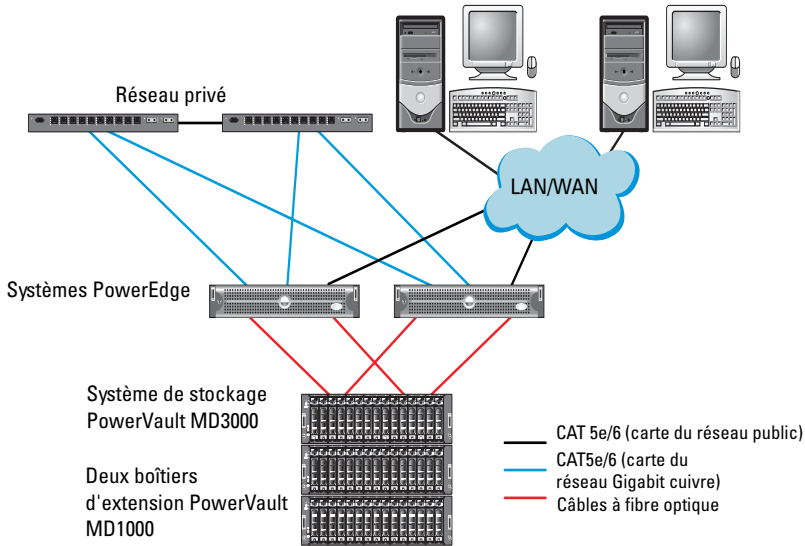 Réseau privé
LAN/WAN
Systèmes PowerEdge
Système de stockage
PowerVault MD3000
Deux boîtiers
d'extension PowerVault
MD1000
CAT 5e/6 (carte du réseau public)
CAT5e/6 (carte du
réseau Gigabit cuivre)
Câbles à fibre optique